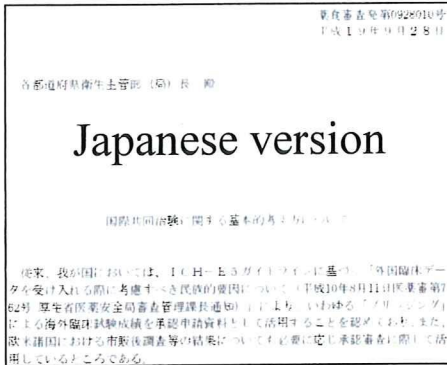 薬食審査発第0928010号
平成19年9月28日
各都道府県衛生主管部(局)長 殿
Japanese version
国際共同治験に関する基本的考え方について
従来、我が国においては、ICH-E5ガイドラインに基づく「外国臨床デー
タを受け入れる際に考慮すべき民族的要因について」(平成10年8月11日医薬審第7
62号 厚生省医薬安全局審査管理課長通知)」により、いわゆる「ブリッジング」
による海外臨床試験成績を承認申請資料として活用することを認めており、また、
欧米諸国における市販後調査等の結果についても必要に応じ承認審査に際して活
用しているところである。